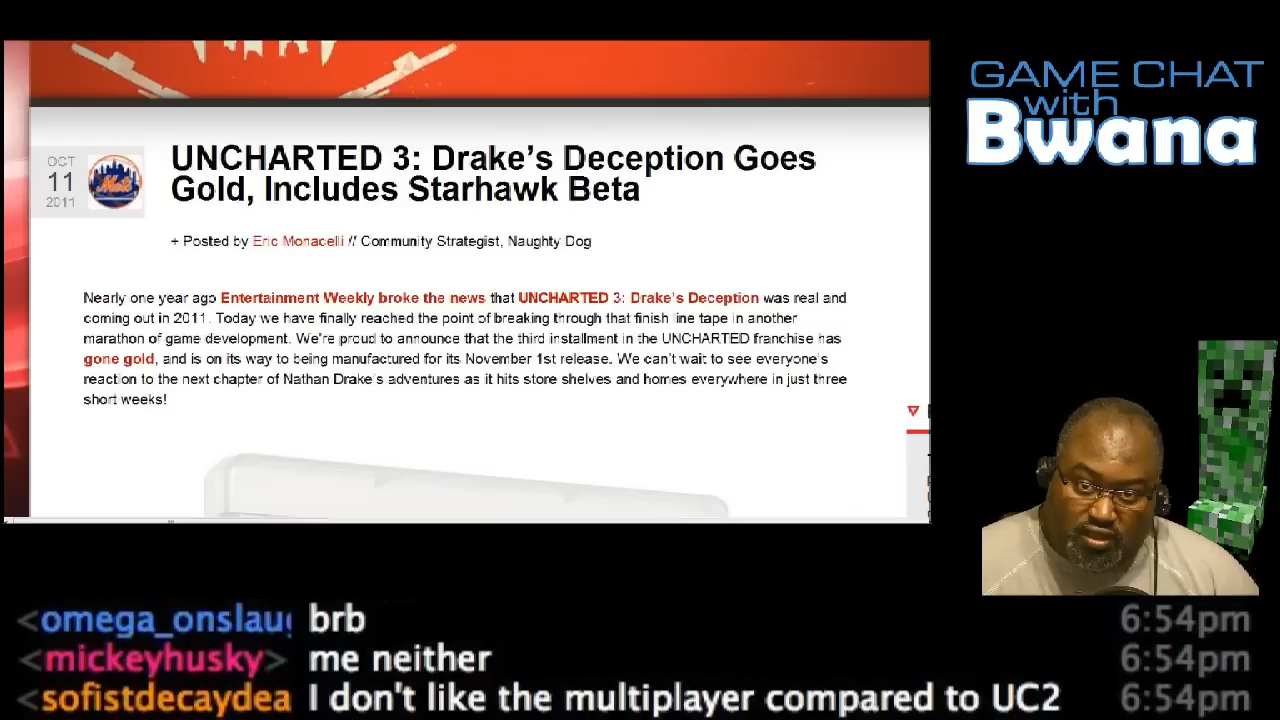 GAME CHAT
with
Bwana
OCT
11
2011
Mets
UNCHARTED 3: Drake's Deception Goes
Gold, Includes Starhawk Beta
+ Posted by Eric Monacelli // Community Strategist, Naughty Dog
Nearly one year ago Entertainment Weekly broke the news that UNCHARTED 3: Drake's Deception was real and
coming out in 2011. Today we have finally reached the point of breaking through that finish line tape in another
marathon of game development. We're proud to announce that the third installment in the UNCHARTED franchise has
gone gold, and is on its way to being manufactured for its November 1st release. We can't wait to see everyone's
reaction to the next chapter of Nathan Drake's adventures as it hits store shelves and homes everywhere in just three
short weeks!
<omega_onslau brb 6:54pm
<mickeyhusky> me neither 6:54pm
<sofistdecaydea I don't like the multiplayer compared to UC2 6:54pm